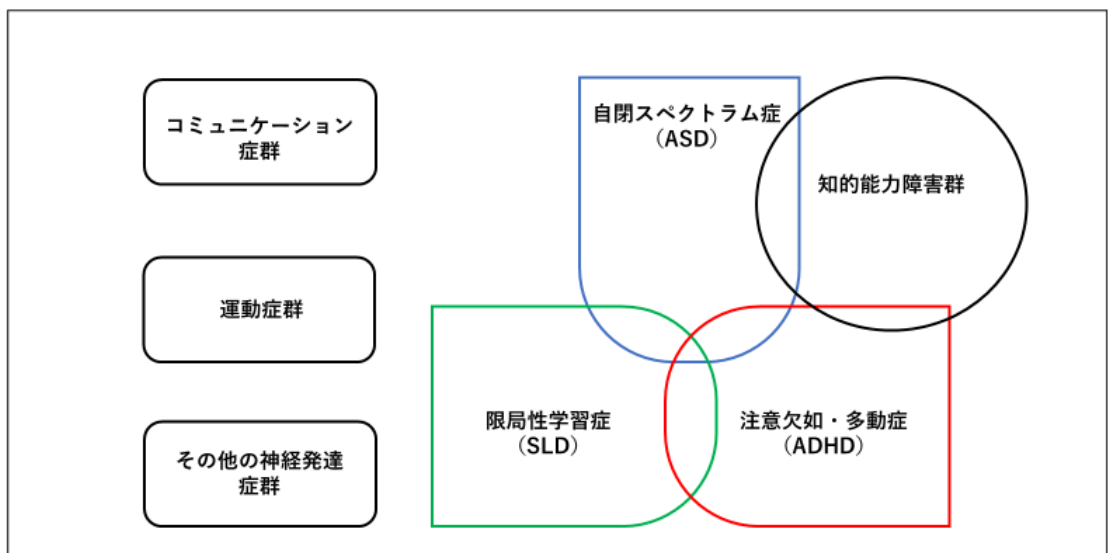 コミュニケーション
症群
運動症群
その他の神経発達
症群
自閉スペクトラム症
（ASD）
知的能力障害群
限局性学習症
（SLD）
注意欠如・多動症
（ADHD）